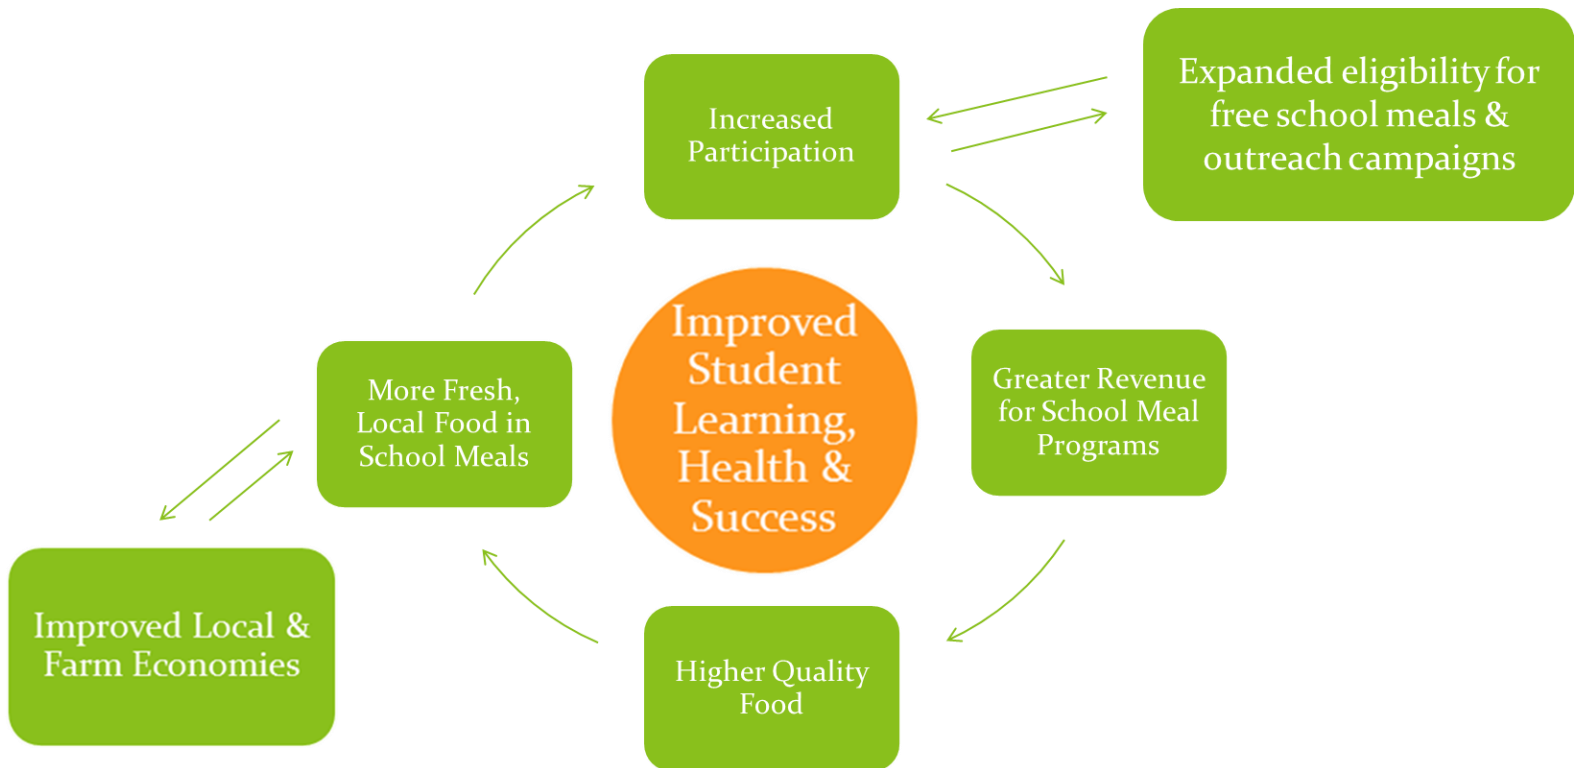 Increased
Participation
Expanded eligibility for
free school meals &
outreach campaigns
Improved
Student
Learning,
Health &
Success
More Fresh,
Local Food in
School Meals
Greater Revenue
for School Meal
Programs
Improved Local &
Farm Economies
Higher Quality
Food